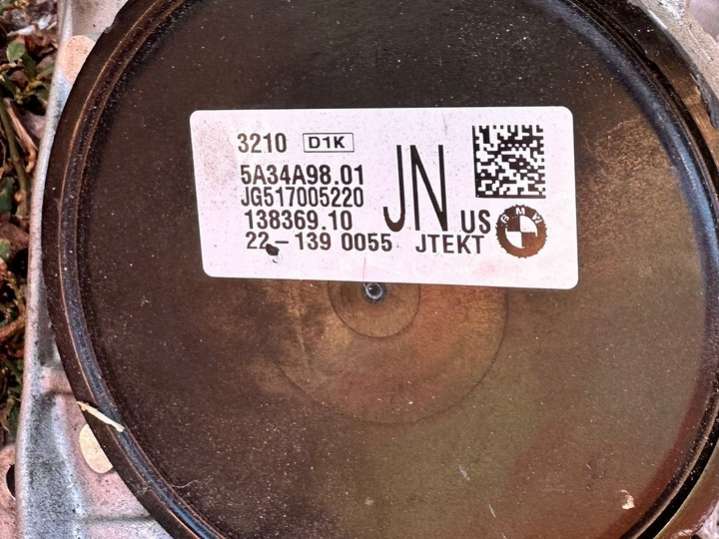 3210 D1K
5A34A98.01
JG517005220
138369.10
22-139 0055 JTEKT
JN
US
BMW